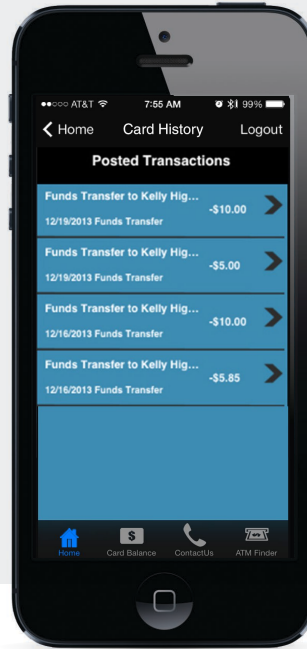 AT&T 7:55 AM 99%
Home Card History Logout
Posted Transactions
Funds Transfer to Kelly Hig...
-$10.00
12/19/2013 Funds Transfer
Funds Transfer to Kelly Hig...
-$5.00
12/19/2013 Funds Transfer
Funds Transfer to Kelly Hig...
-$10.00
12/16/2013 Funds Transfer
Funds Transfer to Kelly Hig...
-$5.85
12/16/2013 Funds Transfer
$
Home Card Balance ContactUs ATM Finder